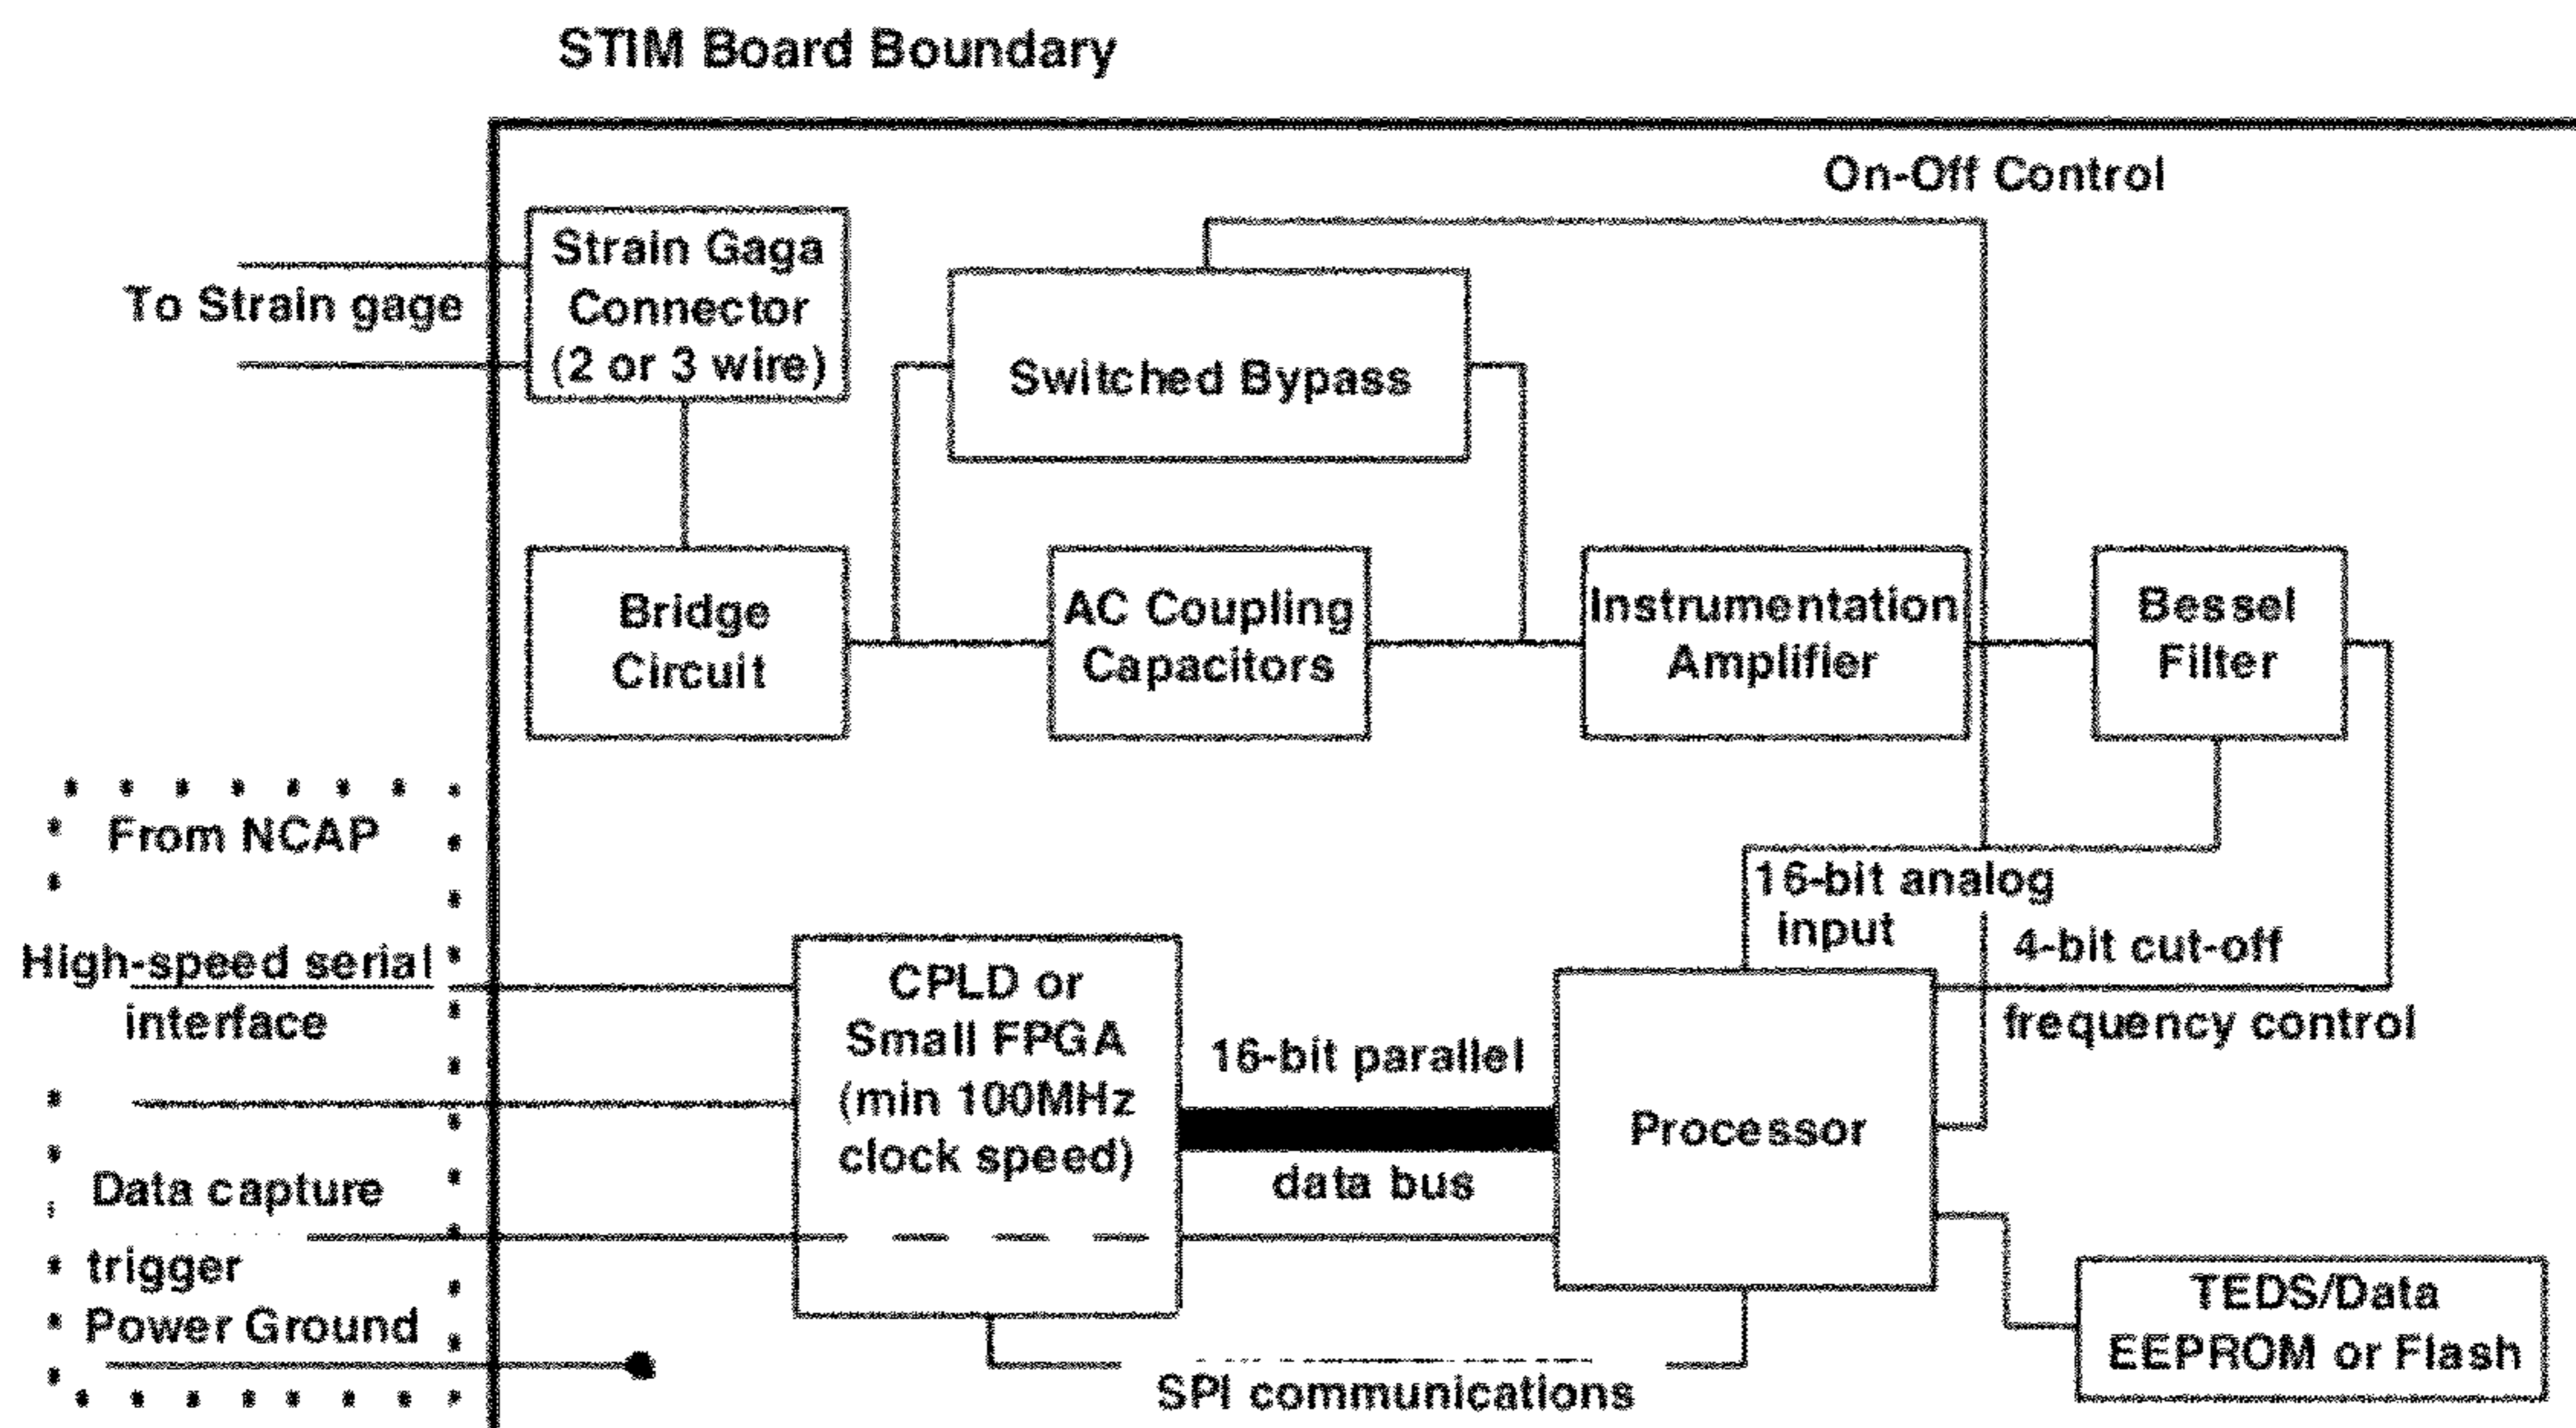 STIM Board Boundary
On-Off Control
Strain Gaga
Connector
(2 or 3 wire)
To Strain gage
Switched Bypass
Bridge
Circuit
AC Coupling
Capacitors
Instrumentation
Amplifier
Bessel
Filter
From NCAP
High-speed serial
interface
Data capture
trigger
Power Ground
CPLD or
Small FPGA
(min 100MHz
clock speed)
16-bit parallel
data bus
16-bit analog
input
4-bit cut-off
frequency control
Processor
TEDS/Data
EEPROM or Flash
SPI communications